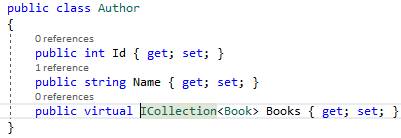 public class Author
{
0 references
public int Id { get; set; }
1 reference
public string Name { get; set; }
0 references
public virtual ICollection<Book> Books { get; set; }
}